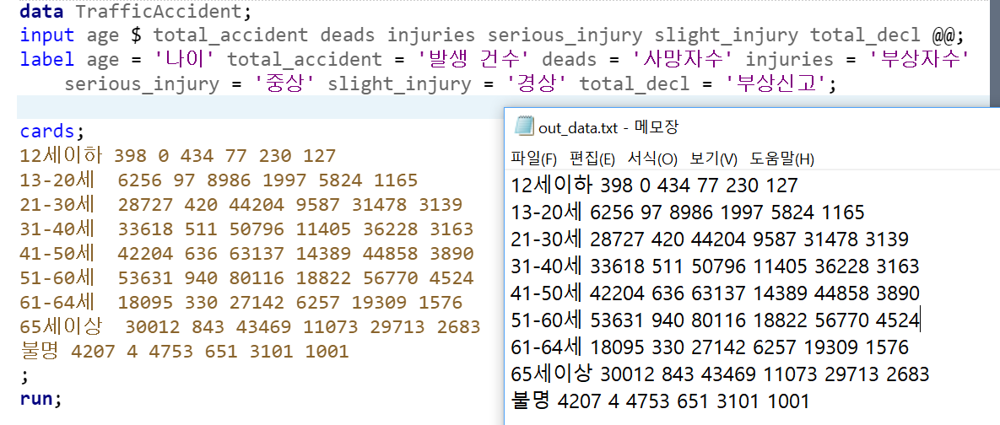 data TrafficAccident;
input age $ total_accident deads injuries serious_injury slight_injury total_decl @@;
label age = '나이' total_accident = '발생 건수' deads = '사망자수' injuries = '부상자수'
serious_injury = '중상' slight_injury = '경상' total_decl = '부상신고';
cards;
12세이하 398 0 434 77 230 127
13-20세  6256 97 8986 1997 5824 1165
21-30세  28727 420 44204 9587 31478 3139
31-40세  33618 511 50796 11405 36228 3163
41-50세  42204 636 63137 14389 44858 3890
51-60세  53631 940 80116 18822 56770 4524
61-64세  18095 330 27142 6257 19309 1576
65세이상  30012 843 43469 11073 29713 2683
불명 4207 4 4753 651 3101 1001
;
run;
out_data.txt - 메모장
파일(F) 편집(E) 서식(O) 보기(V) 도움말(H)
12세이하 398 0 434 77 230 127
13-20세 6256 97 8986 1997 5824 1165
21-30세 28727 420 44204 9587 31478 3139
31-40세 33618 511 50796 11405 36228 3163
41-50세 42204 636 63137 14389 44858 3890
51-60세 53631 940 80116 18822 56770 4524
61-64세 18095 330 27142 6257 19309 1576
65세이상 30012 843 43469 11073 29713 2683
불명 4207 4 4753 651 3101 1001